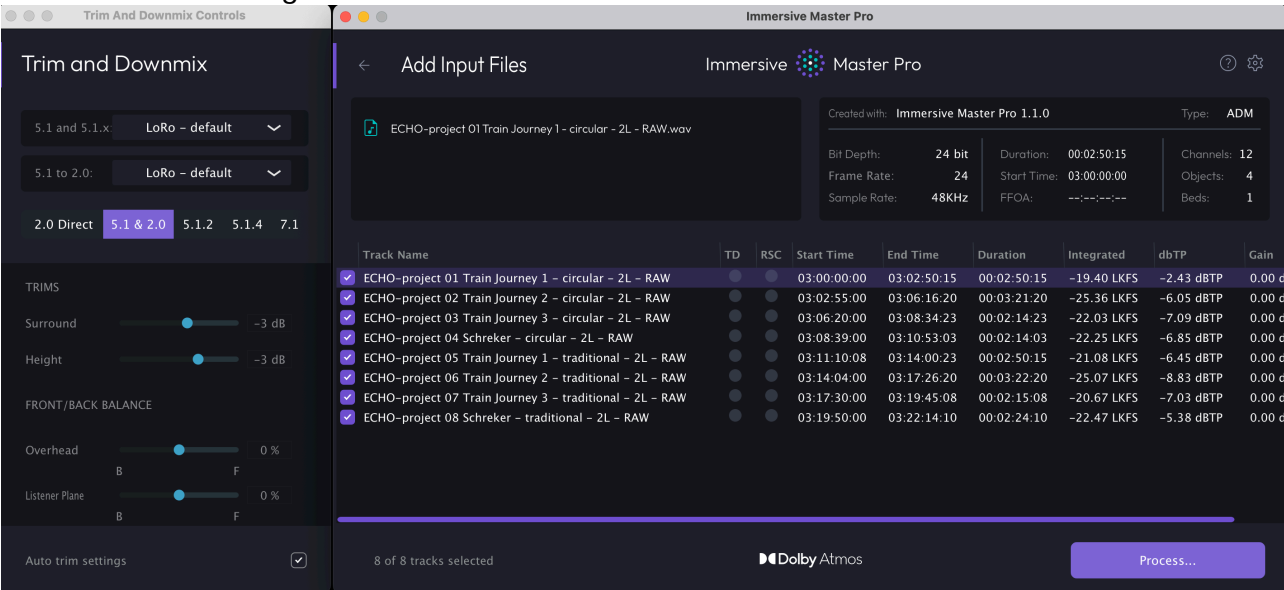 Trim And Downmix Controls
Trim and Downmix
5.1 and 5.1.x: LoRo – default
5.1 to 2.0: LoRo – default
2.0 Direct 5.1 & 2.0 5.1.2 5.1.4 7.1
TRIMS
Surround -3 dB
Height -3 dB
FRONT/BACK BALANCE
Overhead 0 %
B F
Listener Plane 0 %
B F
Auto trim settings
Immersive Master Pro
Add Input Files
Immersive Master Pro
?
ECHO-project 01 Train Journey 1 - circular - 2L - RAW.wav
Created with: Immersive Master Pro 1.1.0 Type: ADM
Bit Depth: 24 bit Duration: 00:02:50:15 Channels: 12
Frame Rate: 24 Start Time: 03:00:00:00 Objects: 4
Sample Rate: 48KHz FFOA: --:--:--:-- Beds: 1
Track Name TD RSC Start Time End Time Duration Integrated dbTP Gain
ECHO-project 01 Train Journey 1 – circular – 2L – RAW 03:00:00:00 03:02:50:15 00:02:50:15 -19.40 LKFS -2.43 dBTP 0.00 d
ECHO-project 02 Train Journey 2 – circular – 2L – RAW 03:02:55:00 03:06:16:20 00:03:21:20 -25.36 LKFS -6.05 dBTP 0.00 d
ECHO-project 03 Train Journey 3 – circular – 2L – RAW 03:06:20:00 03:08:34:23 00:02:14:23 -22.03 LKFS -7.09 dBTP 0.00 d
ECHO-project 04 Schreker – circular – 2L – RAW 03:08:39:00 03:10:53:03 00:02:14:03 -22.25 LKFS -6.85 dBTP 0.00 d
ECHO-project 05 Train Journey 1 – traditional – 2L – RAW 03:11:10:08 03:14:00:23 00:02:50:15 -21.08 LKFS -6.45 dBTP 0.00 d
ECHO-project 06 Train Journey 2 – traditional – 2L – RAW 03:14:04:00 03:17:26:20 00:03:22:20 -25.07 LKFS -8.83 dBTP 0.00 d
ECHO-project 07 Train Journey 3 – traditional – 2L – RAW 03:17:30:00 03:19:45:08 00:02:15:08 -20.67 LKFS -7.03 dBTP 0.00 d
ECHO-project 08 Schreker – traditional – 2L – RAW 03:19:50:00 03:22:14:10 00:02:24:10 -22.47 LKFS -5.38 dBTP 0.00 d
8 of 8 tracks selected
Dolby Atmos
Process...